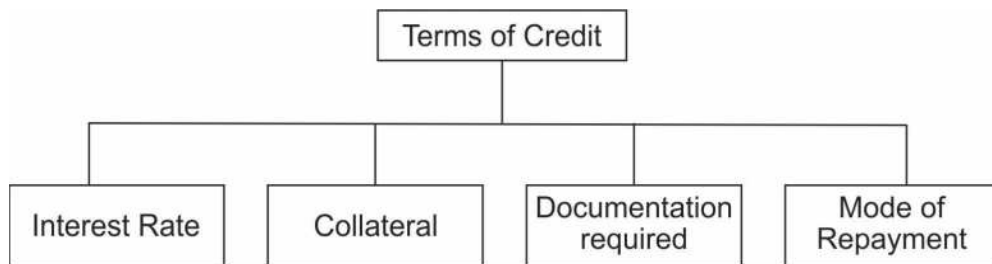 Terms of Credit
Interest Rate
Collateral
Documentation
required
Mode of
Repayment